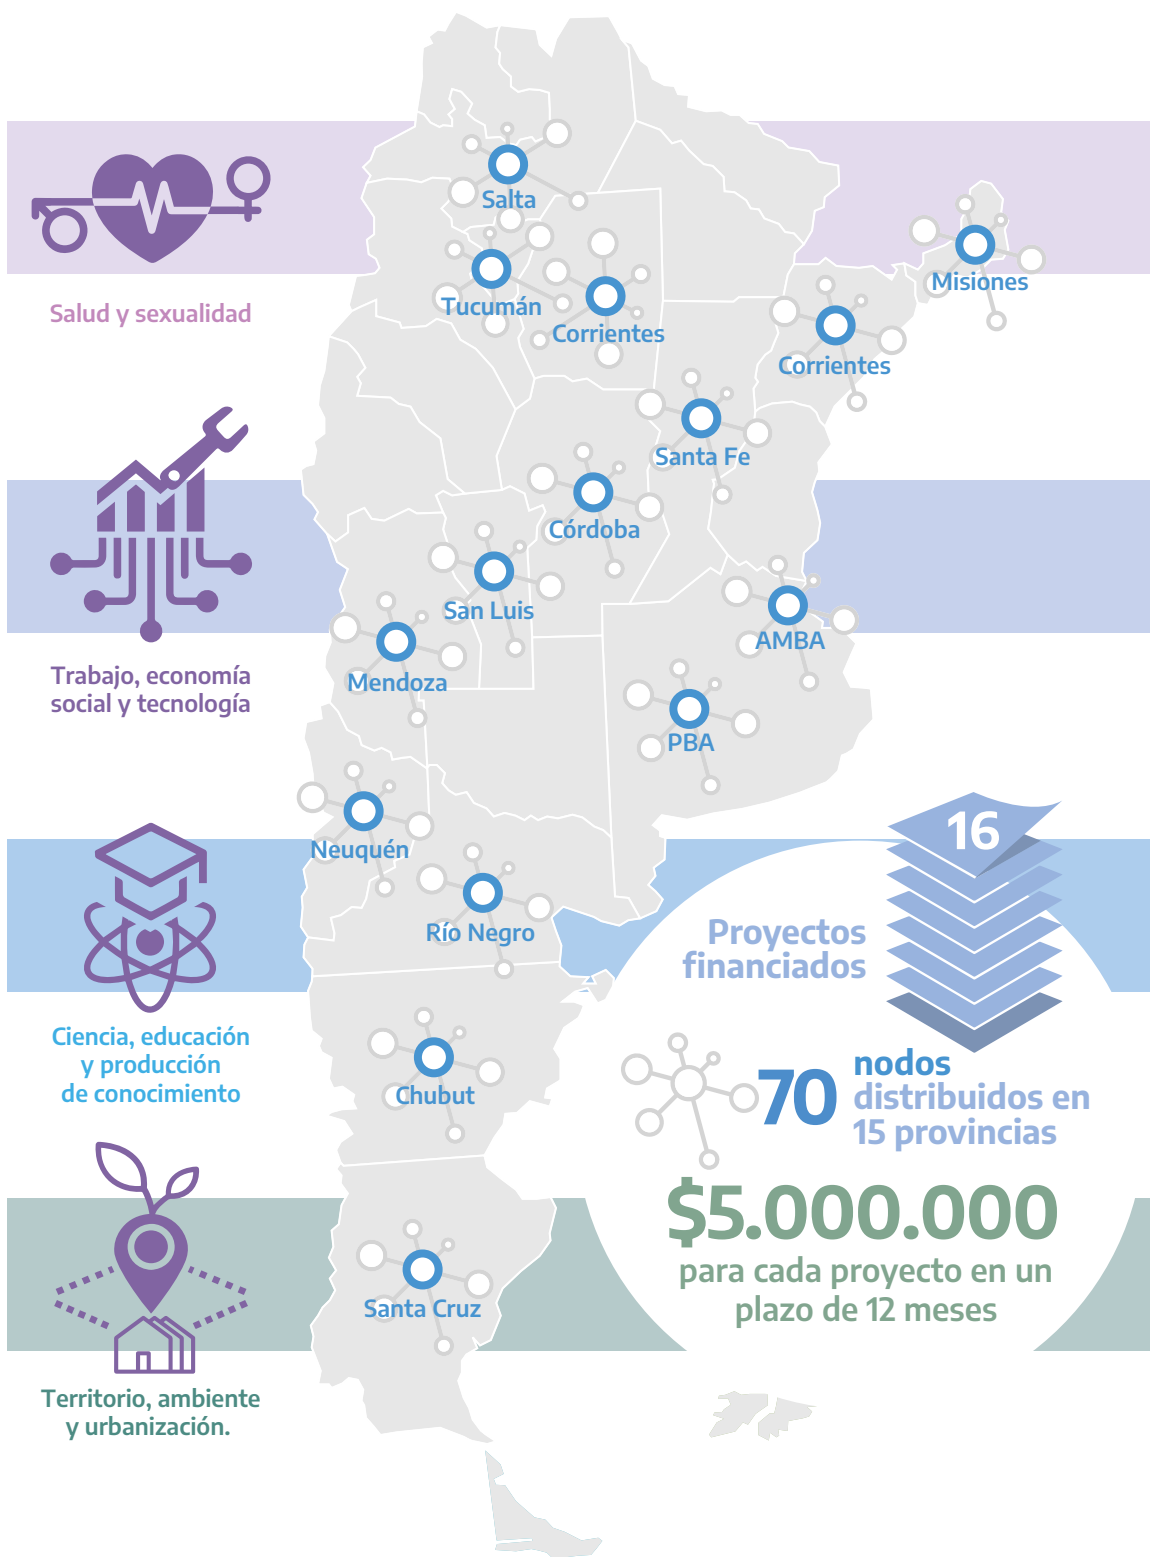 Salta
Misiones
Tucumán
Corrientes
Corrientes
Salud y sexualidad
Santa Fe
Córdoba
San Luis
AMBA
Mendoza
PBA
Trabajo, economía
social y tecnología
Neuquén
Río Negro
16
Proyectos
financiados
Ciencia, educación
y producción
de conocimiento
Chubut
70
nodos
distribuidos en
15 provincias
$5.000.000
para cada proyecto en un
plazo de 12 meses
Santa Cruz
Territorio, ambiente
y urbanización.